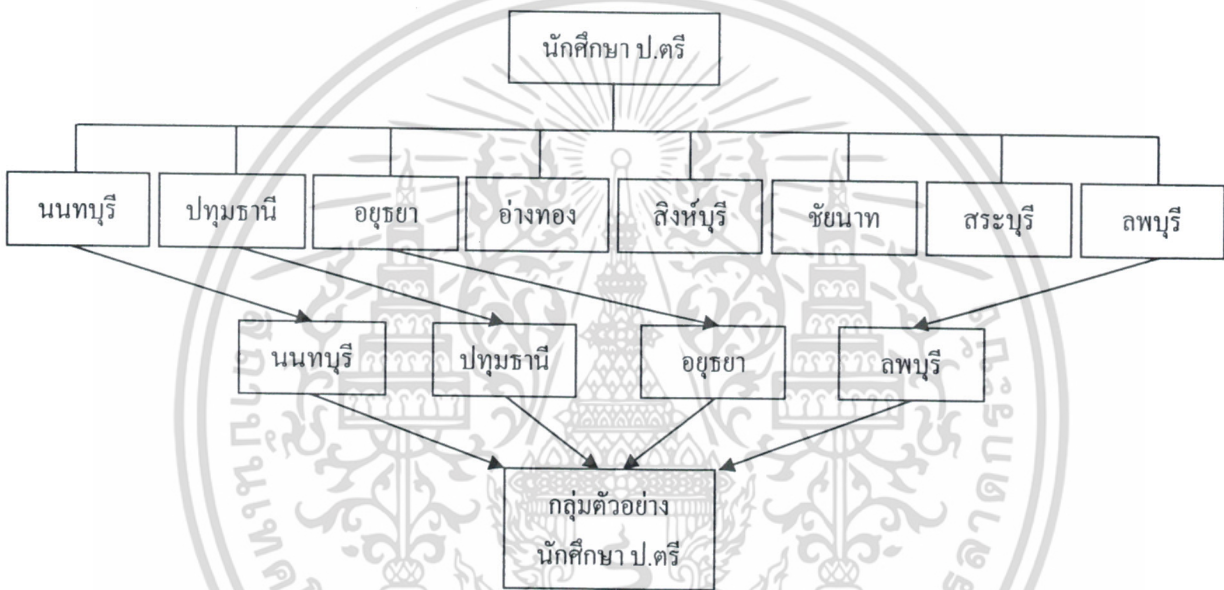 นักศึกษา ป.ตรี
นนทบุรี ปทุมธานี อยุธยา อ่างทอง สิงห์บุรี ชัยนาท สระบุรี ลพบุรี
นนทบุรี ปทุมธานี อยุธยา ลพบุรี
กลุ่มตัวอย่าง
นักศึกษา ป.ตรี